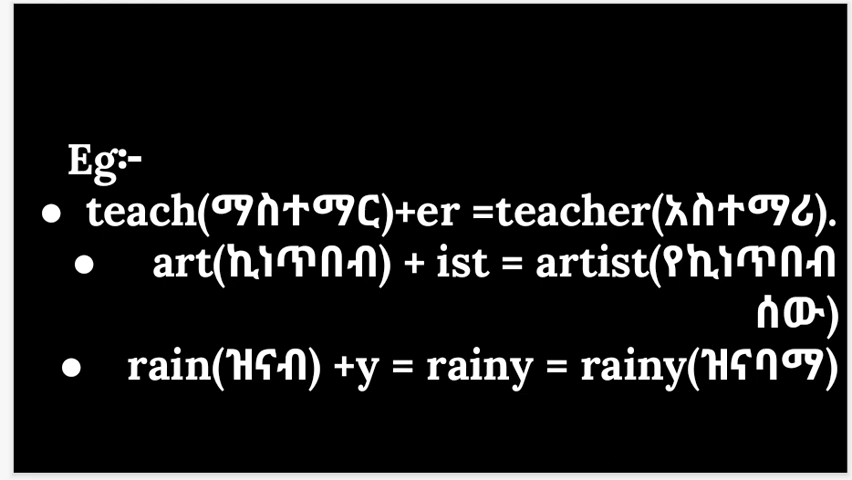 Eg፡-
● teach(ማስተማር)+er =teacher(አስተማሪ).
● art(ኪነጥበብ) + ist = artist(የኪነጥበብ
ሰው)
● rain(ዝናብ) +y = rainy = rainy(ዝናባማ)